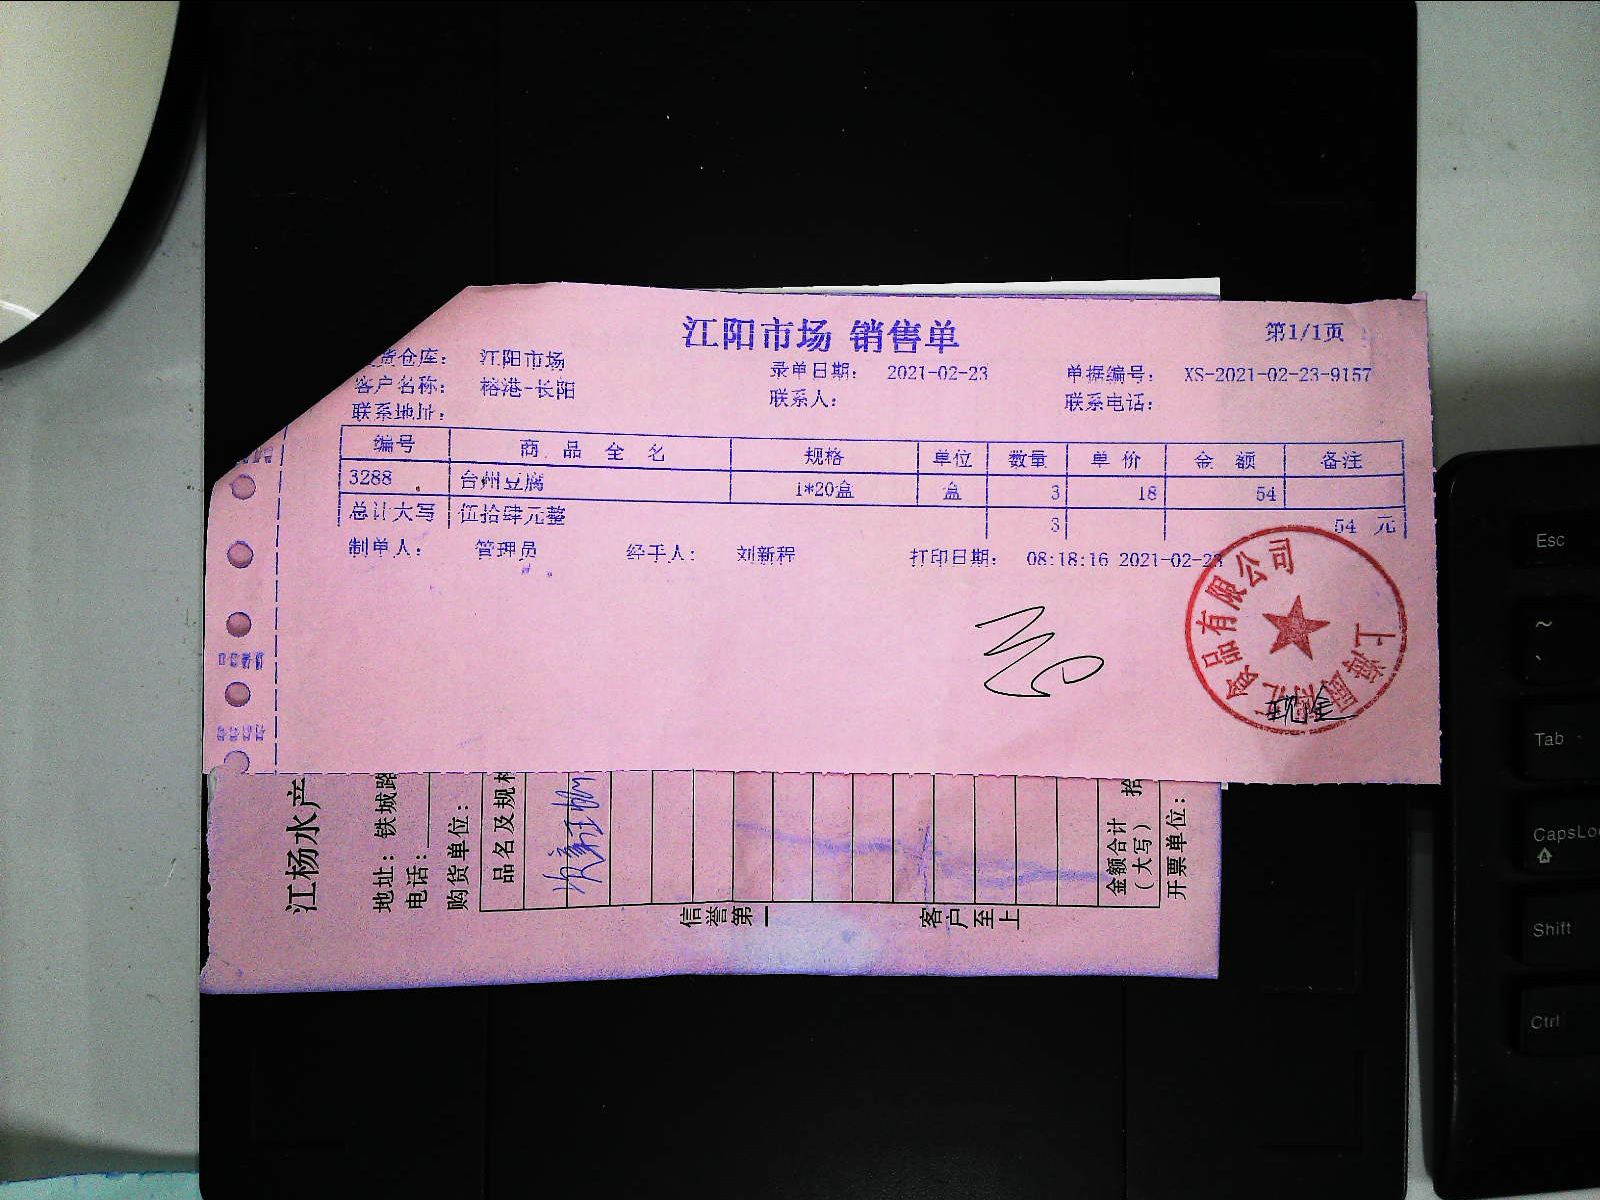 江阳市场 销售单
第1/1页
货仓库： 江阳市场
录单日期： 2021-02-23
单据编号： XS-2021-02-23-9157
客户名称： 榕港-长阳
联系人：
联系电话：
联系地址：
编号 商品全名 规格 单位 数量 单价 金额 备注
3288 台州豆腐 1*20盒 盒 3 18 54
总计大写 伍拾肆元整 3 54 元
制单人： 管理员 经手人： 刘新程 打印日期： 08:18:16 2021-02-23
品有限公司
上海
江杨水产
地址：铁城路
电话：
购货单位：
品名及规格
金额合计
（大写） 拾
开票单位：
信誉第一
客户至上
Esc
~
Tab
CapsLo
Shift
Ctrl